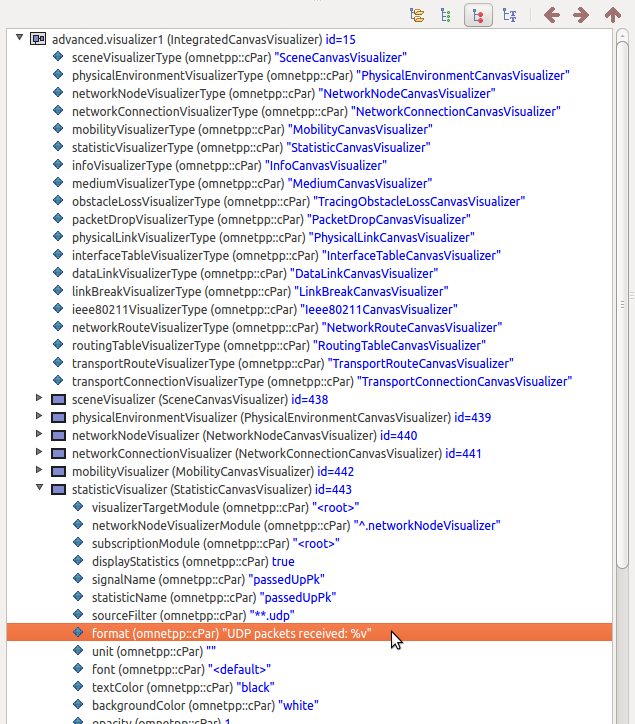 advanced.visualizer1 (IntegratedCanvasVisualizer) id=15
sceneVisualizerType (omnetpp::cPar) "SceneCanvasVisualizer"
physicalEnvironmentVisualizerType (omnetpp::cPar) "PhysicalEnvironmentCanvasVisualizer"
networkNodeVisualizerType (omnetpp::cPar) "NetworkNodeCanvasVisualizer"
networkConnectionVisualizerType (omnetpp::cPar) "NetworkConnectionCanvasVisualizer"
mobilityVisualizerType (omnetpp::cPar) "MobilityCanvasVisualizer"
statisticVisualizerType (omnetpp::cPar) "StatisticCanvasVisualizer"
infoVisualizerType (omnetpp::cPar) "InfoCanvasVisualizer"
mediumVisualizerType (omnetpp::cPar) "MediumCanvasVisualizer"
obstacleLossVisualizerType (omnetpp::cPar) "TracingObstacleLossCanvasVisualizer"
packetDropVisualizerType (omnetpp::cPar) "PacketDropCanvasVisualizer"
physicalLinkVisualizerType (omnetpp::cPar) "PhysicalLinkCanvasVisualizer"
interfaceTableVisualizerType (omnetpp::cPar) "InterfaceTableCanvasVisualizer"
dataLinkVisualizerType (omnetpp::cPar) "DataLinkCanvasVisualizer"
linkBreakVisualizerType (omnetpp::cPar) "LinkBreakCanvasVisualizer"
ieee80211VisualizerType (omnetpp::cPar) "Ieee80211CanvasVisualizer"
networkRouteVisualizerType (omnetpp::cPar) "NetworkRouteCanvasVisualizer"
routingTableVisualizerType (omnetpp::cPar) "RoutingTableCanvasVisualizer"
transportRouteVisualizerType (omnetpp::cPar) "TransportRouteCanvasVisualizer"
transportConnectionVisualizerType (omnetpp::cPar) "TransportConnectionCanvasVisualizer"
sceneVisualizer (SceneCanvasVisualizer) id=438
physicalEnvironmentVisualizer (PhysicalEnvironmentCanvasVisualizer) id=439
networkNodeVisualizer (NetworkNodeCanvasVisualizer) id=440
networkConnectionVisualizer (NetworkConnectionCanvasVisualizer) id=441
mobilityVisualizer (MobilityCanvasVisualizer) id=442
statisticVisualizer (StatisticCanvasVisualizer) id=443
visualizerTargetModule (omnetpp::cPar) "<root>"
networkNodeVisualizerModule (omnetpp::cPar) "^.networkNodeVisualizer"
subscriptionModule (omnetpp::cPar) "<root>"
displayStatistics (omnetpp::cPar) true
signalName (omnetpp::cPar) "passedUpPk"
statisticName (omnetpp::cPar) "passedUpPk"
sourceFilter (omnetpp::cPar) "**.udp"
format (omnetpp::cPar) "UDP packets received: %v"
unit (omnetpp::cPar) ""
font (omnetpp::cPar) "<default>"
textColor (omnetpp::cPar) "black"
backgroundColor (omnetpp::cPar) "white"
opacity (omnetpp::cPar) 1